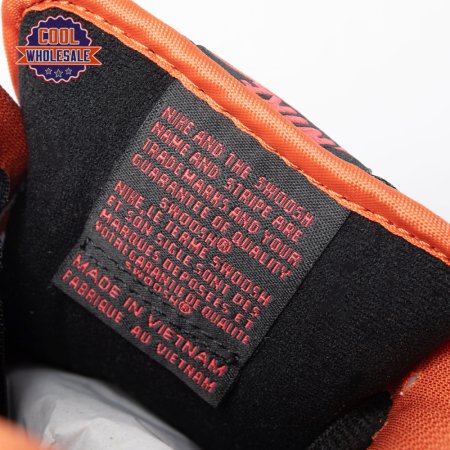 COOL
WHOLESALE
NIKE AND THE SWOOSH
NAME AND STRIPE ARE
TRADEMARKS AND YOUR
GUARANTEE OF QUALITY
SWOOSH®
NIKE, LE TERME SWOOSH
ET SON SIGLE SONT DES
MARQUES DEPOSEES ET
VOTRE GARANTIE DE QUALITE
SWOOSH®
MADE IN VIETNAM
FABRIQUE AU VIETNAM